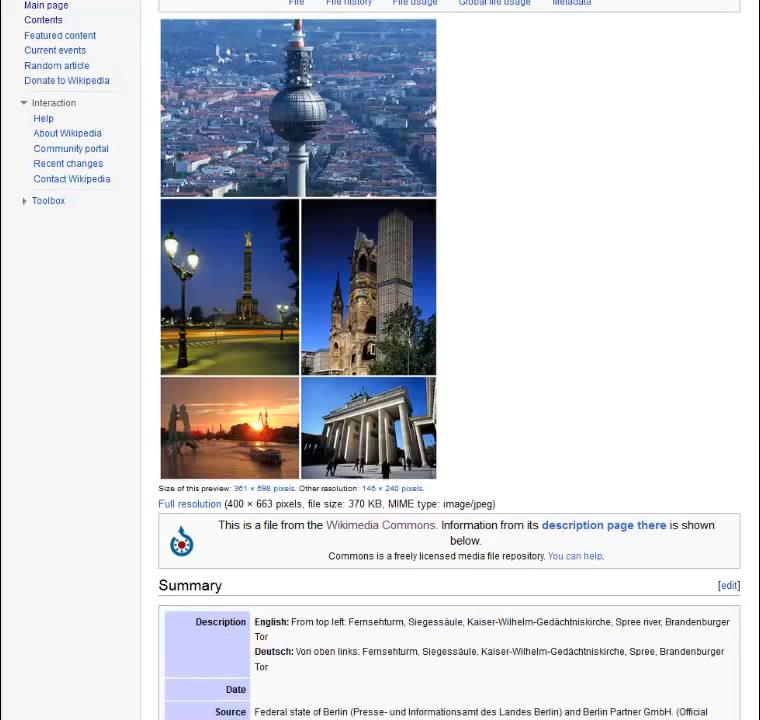 Main page
File File history File usage Global file usage Metadata
Contents
Featured content
Current events
Random article
Donate to Wikipedia
Interaction
Help
About Wikipedia
Community portal
Recent changes
Contact Wikipedia
Toolbox
Size of this preview: 361 × 598 pixels. Other resolution: 145 × 240 pixels.
Full resolution (400 × 663 pixels, file size: 370 KB, MIME type: image/jpeg)
This is a file from the Wikimedia Commons. Information from its description page there is shown
below.
Commons is a freely licensed media file repository. You can help.
Summary [edit]
Description English: From top left: Fernsehturm, Siegessäule, Kaiser-Wilhelm-Gedächtniskirche, Spree river, Brandenburger
Tor
Deutsch: Von oben links: Fernsehturm, Siegessäule, Kaiser-Wilhelm-Gedächtniskirche, Spree, Brandenburger
Tor
Date
Source Federal state of Berlin (Presse- und Informationsamt des Landes Berlin) and Berlin Partner GmbH. (Official